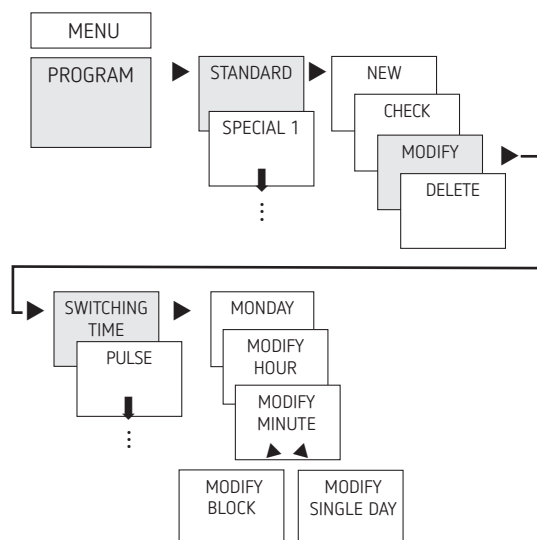 MENU
PROGRAM
STANDARD
SPECIAL 1
NEW
CHECK
MODIFY
DELETE
SWITCHING
TIME
PULSE
MONDAY
MODIFY
HOUR
MODIFY
MINUTE
MODIFY
BLOCK
MODIFY
SINGLE DAY